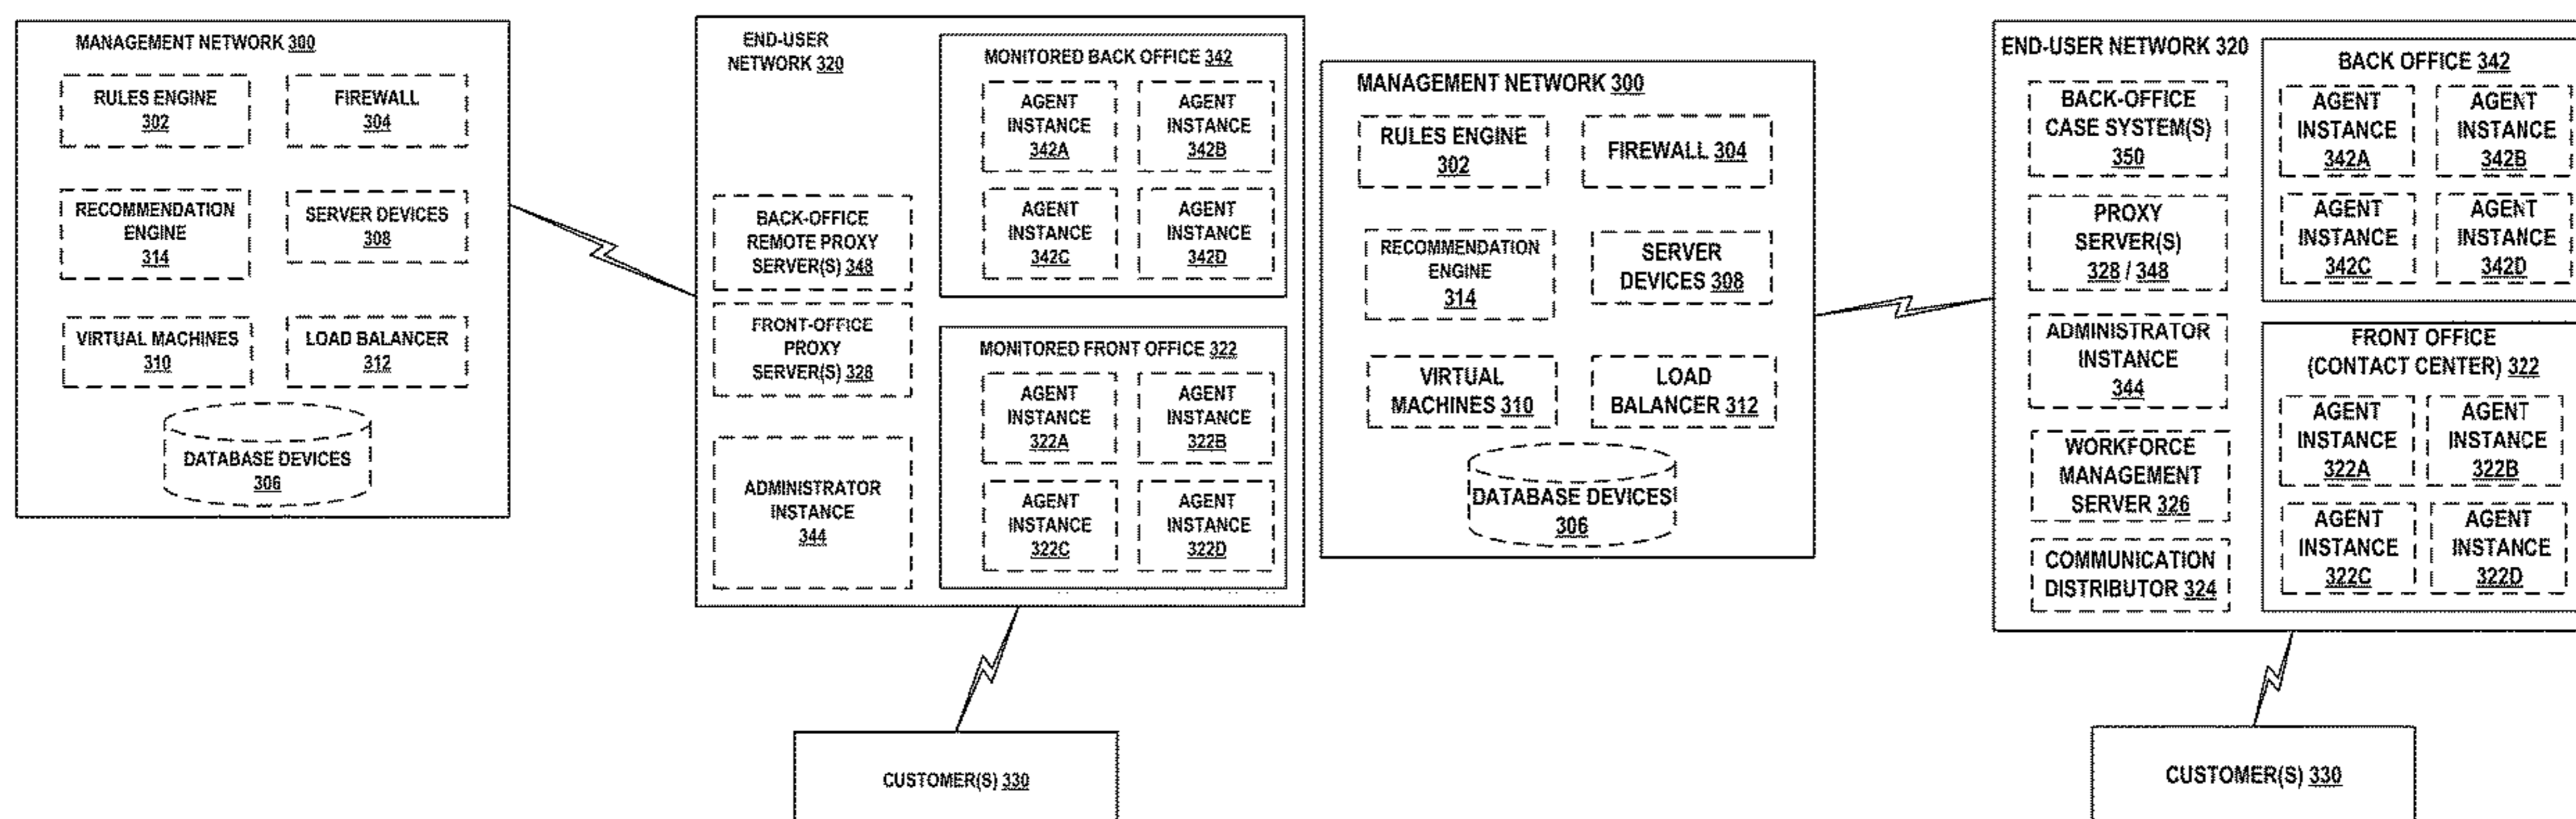 MANAGEMENT NETWORK 300
RULES ENGINE
302
FIREWALL
304
RECOMMENDATION
ENGINE
314
SERVER DEVICES
308
VIRTUAL MACHINES
310
LOAD BALANCER
312
DATABASE DEVICES
306
END-USER
NETWORK 320
BACK-OFFICE
REMOTE PROXY
SERVER(S) 348
FRONT-OFFICE
PROXY
SERVER(S) 328
ADMINISTRATOR
INSTANCE
344
MONITORED BACK OFFICE 342
AGENT
INSTANCE
342A
AGENT
INSTANCE
342B
AGENT
INSTANCE
342C
AGENT
INSTANCE
342D
MONITORED FRONT OFFICE 322
AGENT
INSTANCE
322A
AGENT
INSTANCE
322B
AGENT
INSTANCE
322C
AGENT
INSTANCE
322D
CUSTOMER(S) 330
MANAGEMENT NETWORK 300
RULES ENGINE
302
FIREWALL 304
RECOMMENDATION
ENGINE
314
SERVER
DEVICES 308
VIRTUAL
MACHINES 310
LOAD
BALANCER 312
DATABASE DEVICES
306
END-USER NETWORK 320
BACK-OFFICE
CASE SYSTEM(S)
350
PROXY
SERVER(S)
328 / 348
ADMINISTRATOR
INSTANCE
344
WORKFORCE
MANAGEMENT
SERVER 326
COMMUNICATION
DISTRIBUTOR 324
BACK OFFICE 342
AGENT
INSTANCE
342A
AGENT
INSTANCE
342B
AGENT
INSTANCE
342C
AGENT
INSTANCE
342D
FRONT OFFICE
(CONTACT CENTER) 322
AGENT
INSTANCE
322A
AGENT
INSTANCE
322B
AGENT
INSTANCE
322C
AGENT
INSTANCE
322D
CUSTOMER(S) 330